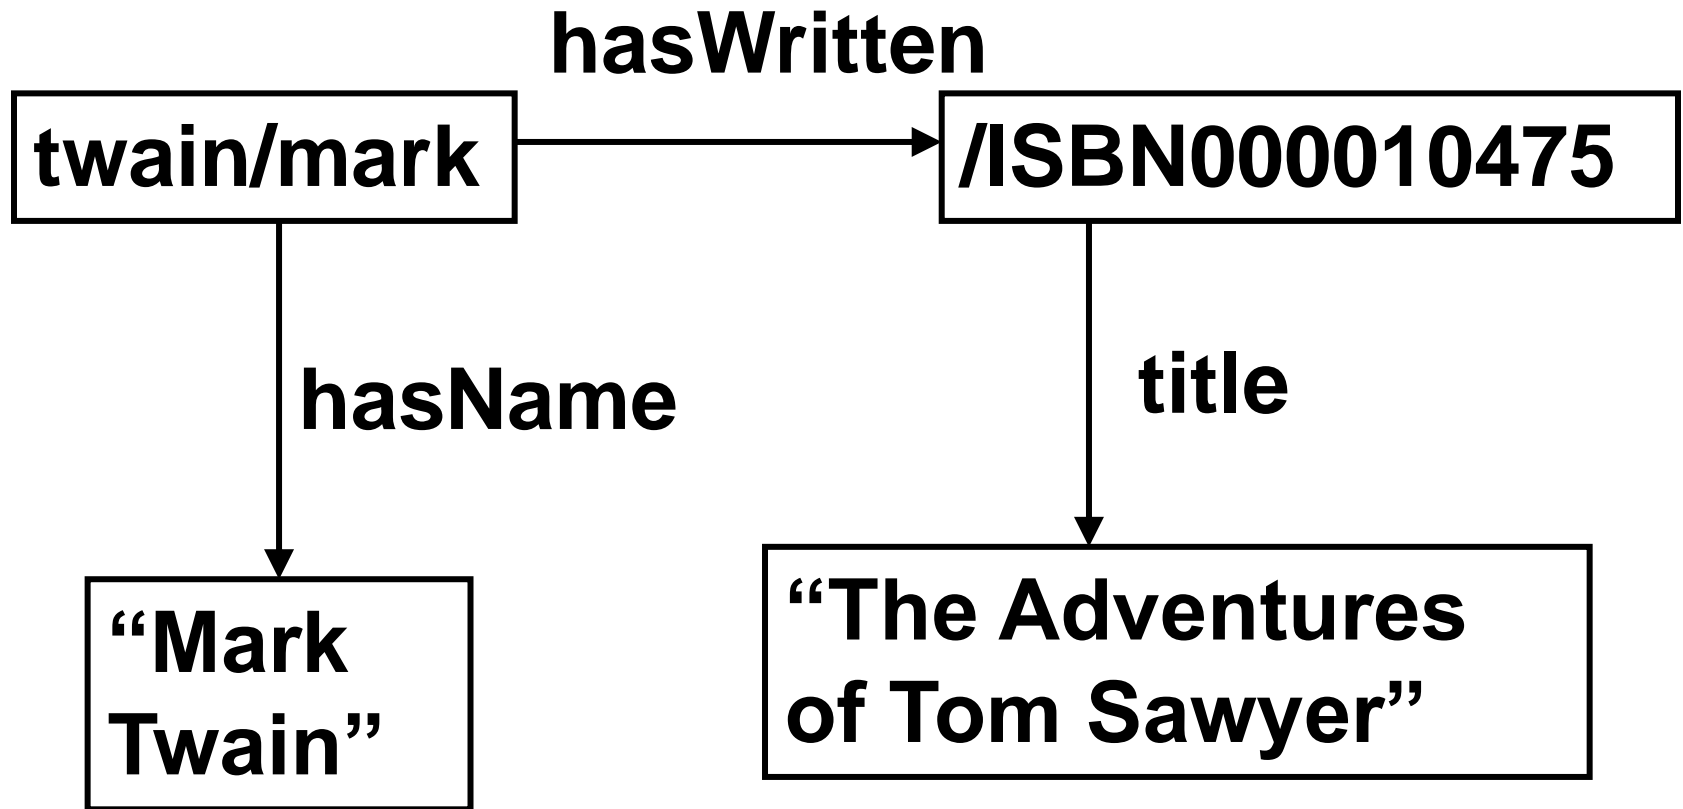 hasWritten
twain/mark
/ISBN000010475
hasName
title
“Mark
Twain”
“The Adventures
of Tom Sawyer”